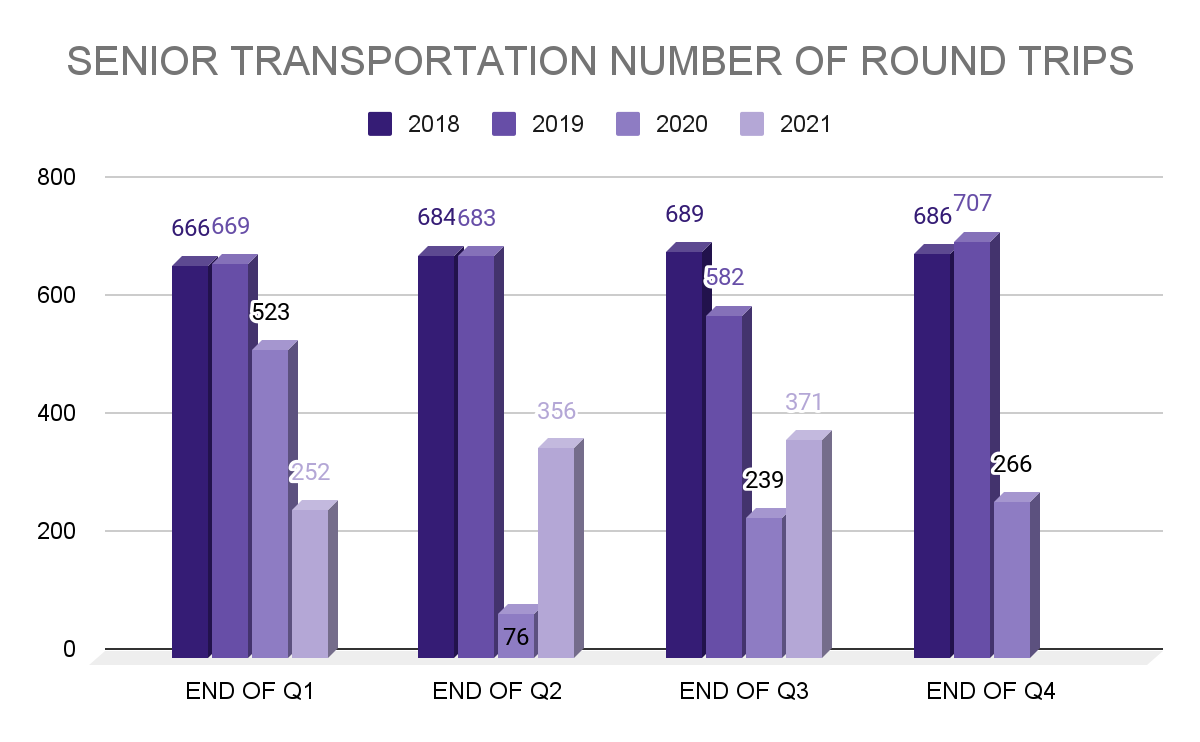 SENIOR TRANSPORTATION NUMBER OF ROUND TRIPS
2018 2019 2020 2021
800
666 669 684 683 689 686 707
600
523 582
400
252 356 371
239 266
200
76
0
END OF Q1 END OF Q2 END OF Q3 END OF Q4